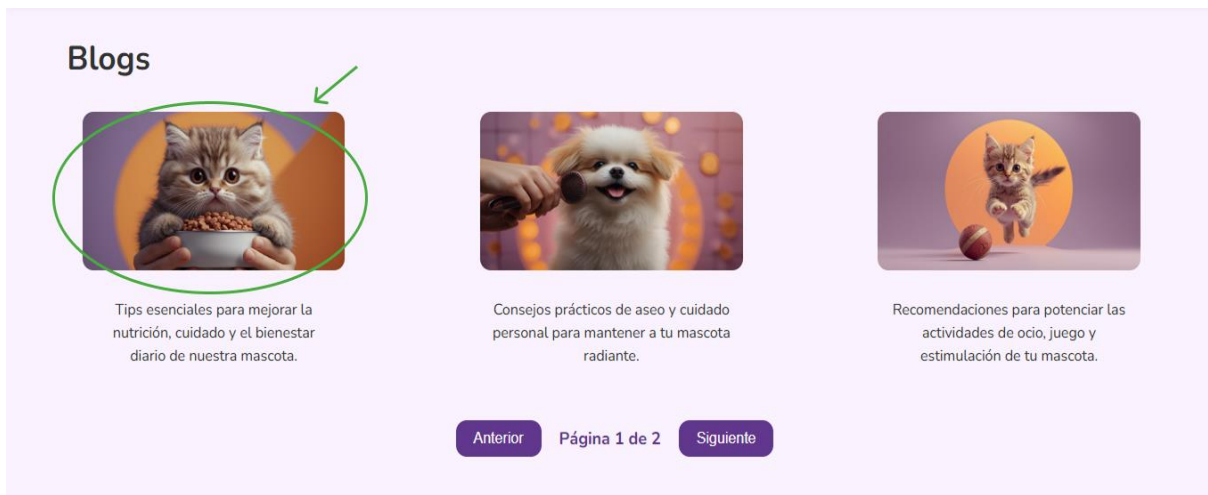 Blogs
Tips esenciales para mejorar la
nutrición, cuidado y el bienestar
diario de nuestra mascota.
Consejos prácticos de aseo y cuidado
personal para mantener a tu mascota
radiante.
Recomendaciones para potenciar las
actividades de ocio, juego y
estimulación de tu mascota.
Anterior Página 1 de 2 Siguiente